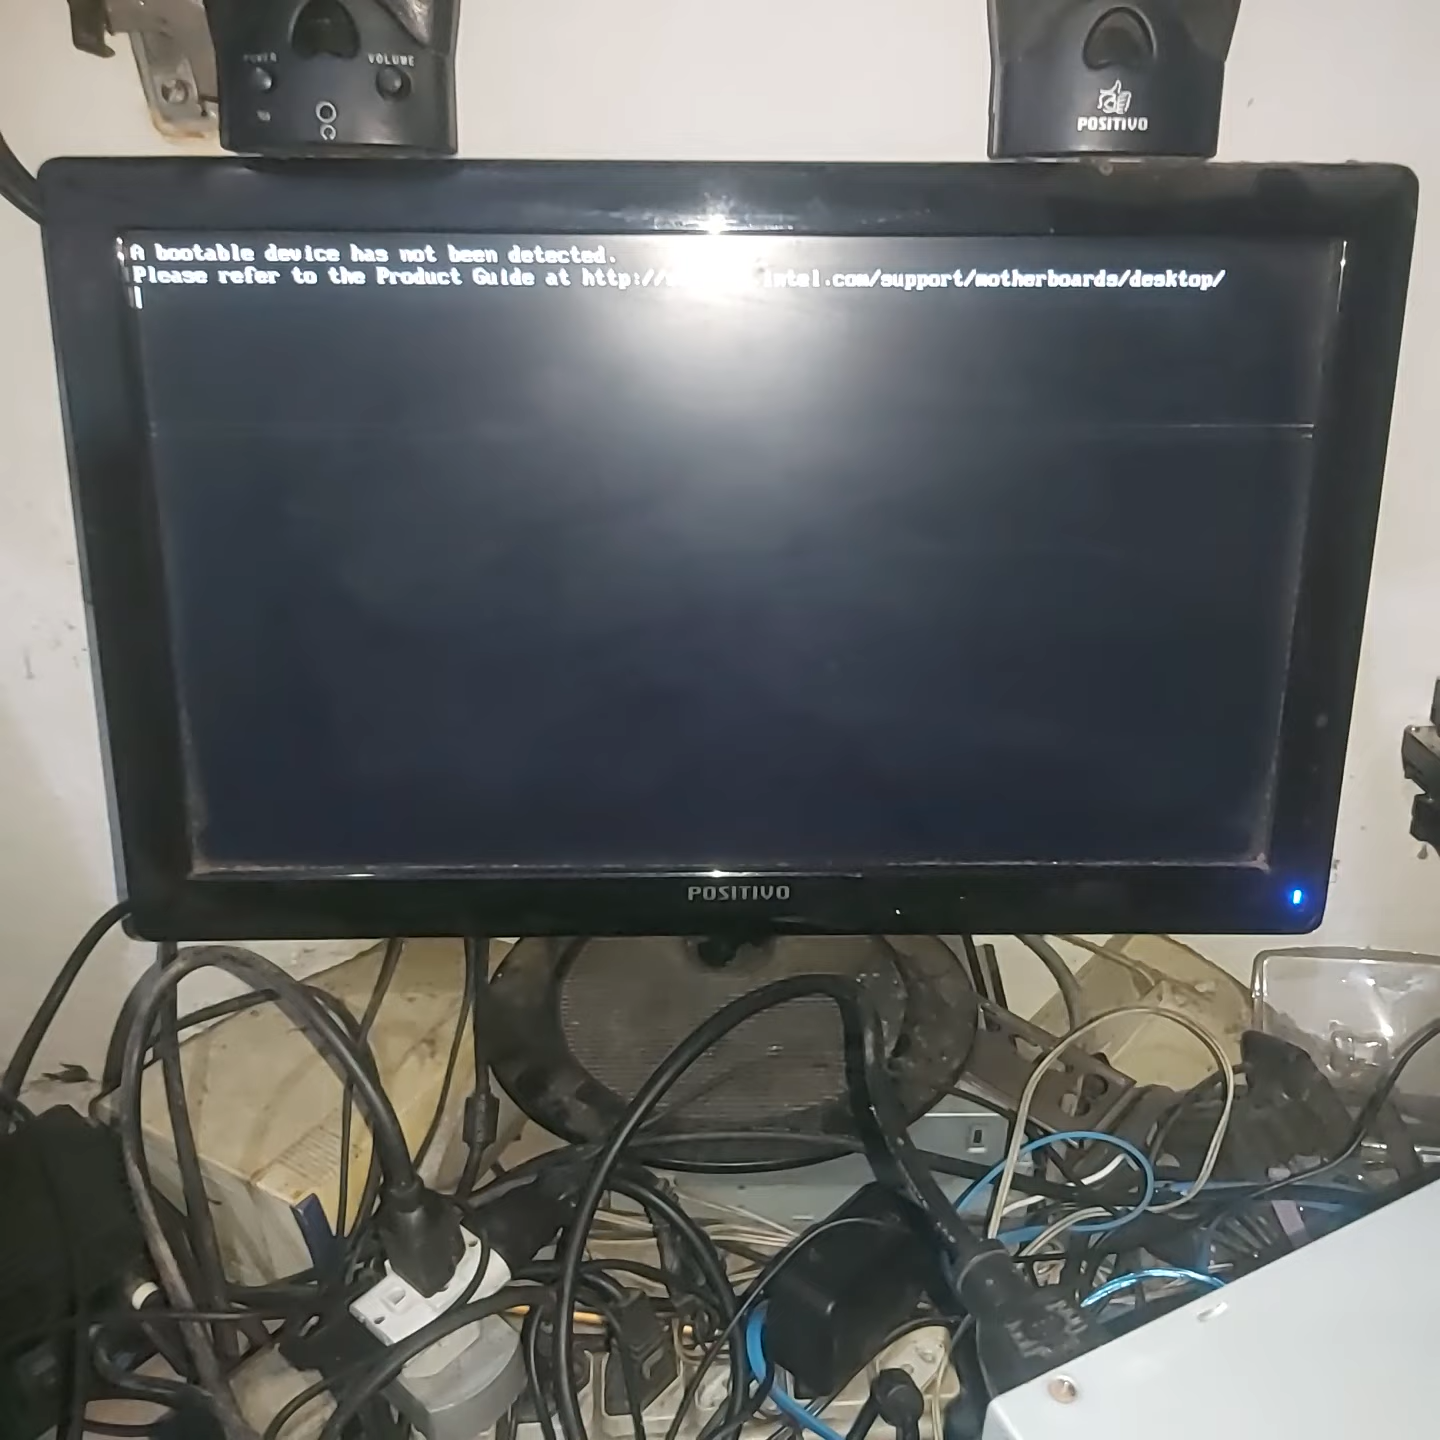 POWER VOLUME
POSITIVO
A bootable device has not been detected.
Please refer to the Product Guide at http:// intel.com/support/motherboards/desktop/
POSITIVO